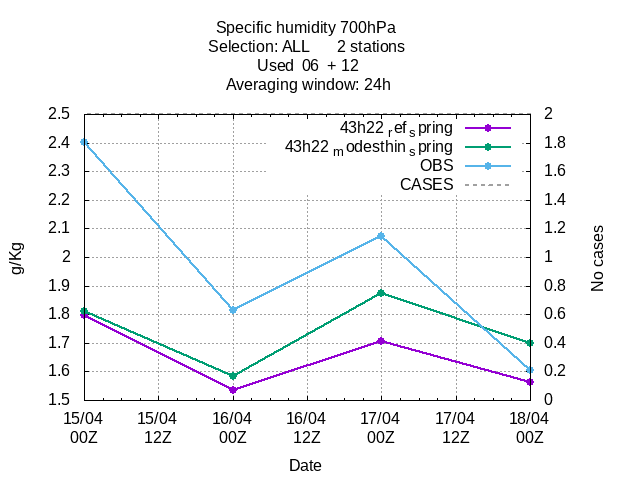 Specific humidity 700hPa
Selection: ALL 2 stations
Used 06 + 12
Averaging window: 24h
43h22 refspring
43h22 modesthinspring
OBS
CASES
2.5
2.4
2.3
2.2
2.1
2
1.9
1.8
1.7
1.6
1.5
2
1.8
1.6
1.4
1.2
1
0.8
0.6
0.4
0.2
0
g/Kg
No cases
15/04 15/04 16/04 16/04 17/04 17/04 18/04
00Z 12Z 00Z 12Z 00Z 12Z 00Z
Date